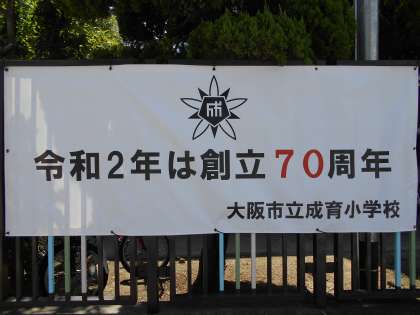 成
令和2年は創立70周年
大阪市立成育小学校